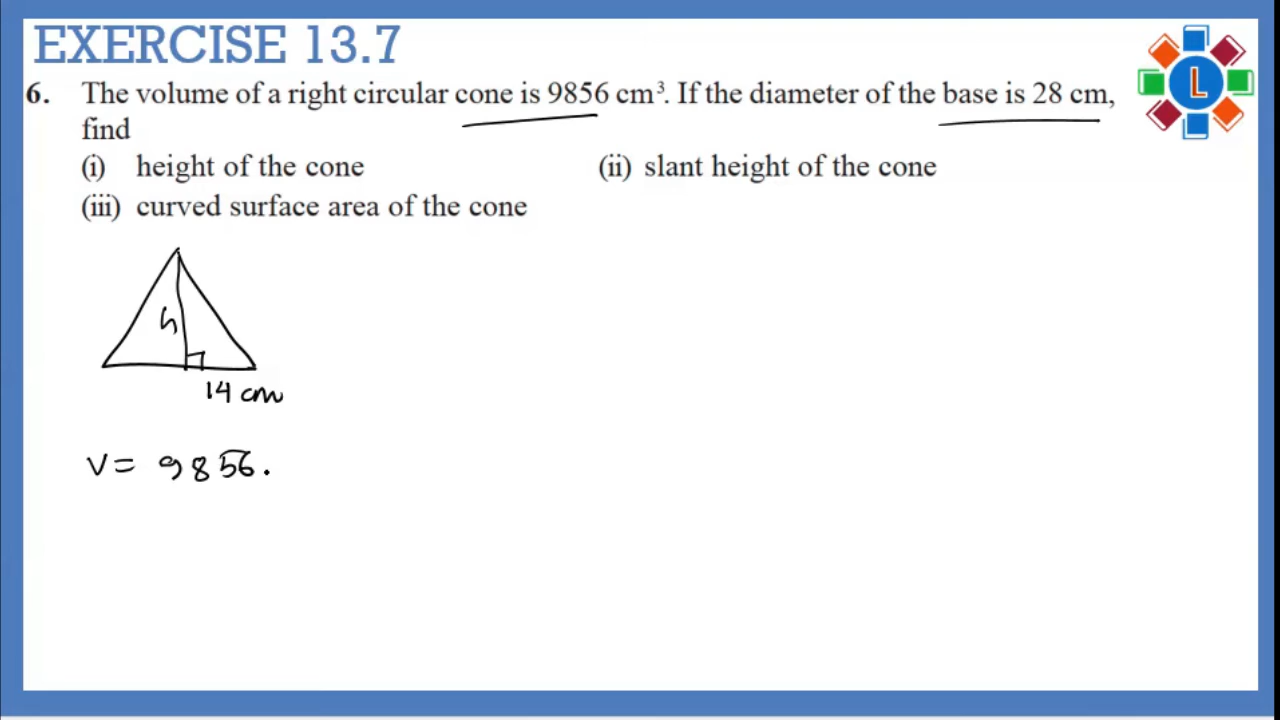 EXERCISE 13.7
L
6. The volume of a right circular cone is 9856 cm³. If the diameter of the base is 28 cm,
find
(i) height of the cone (ii) slant height of the cone
(iii) curved surface area of the cone
h
14 cm
V = 9856.